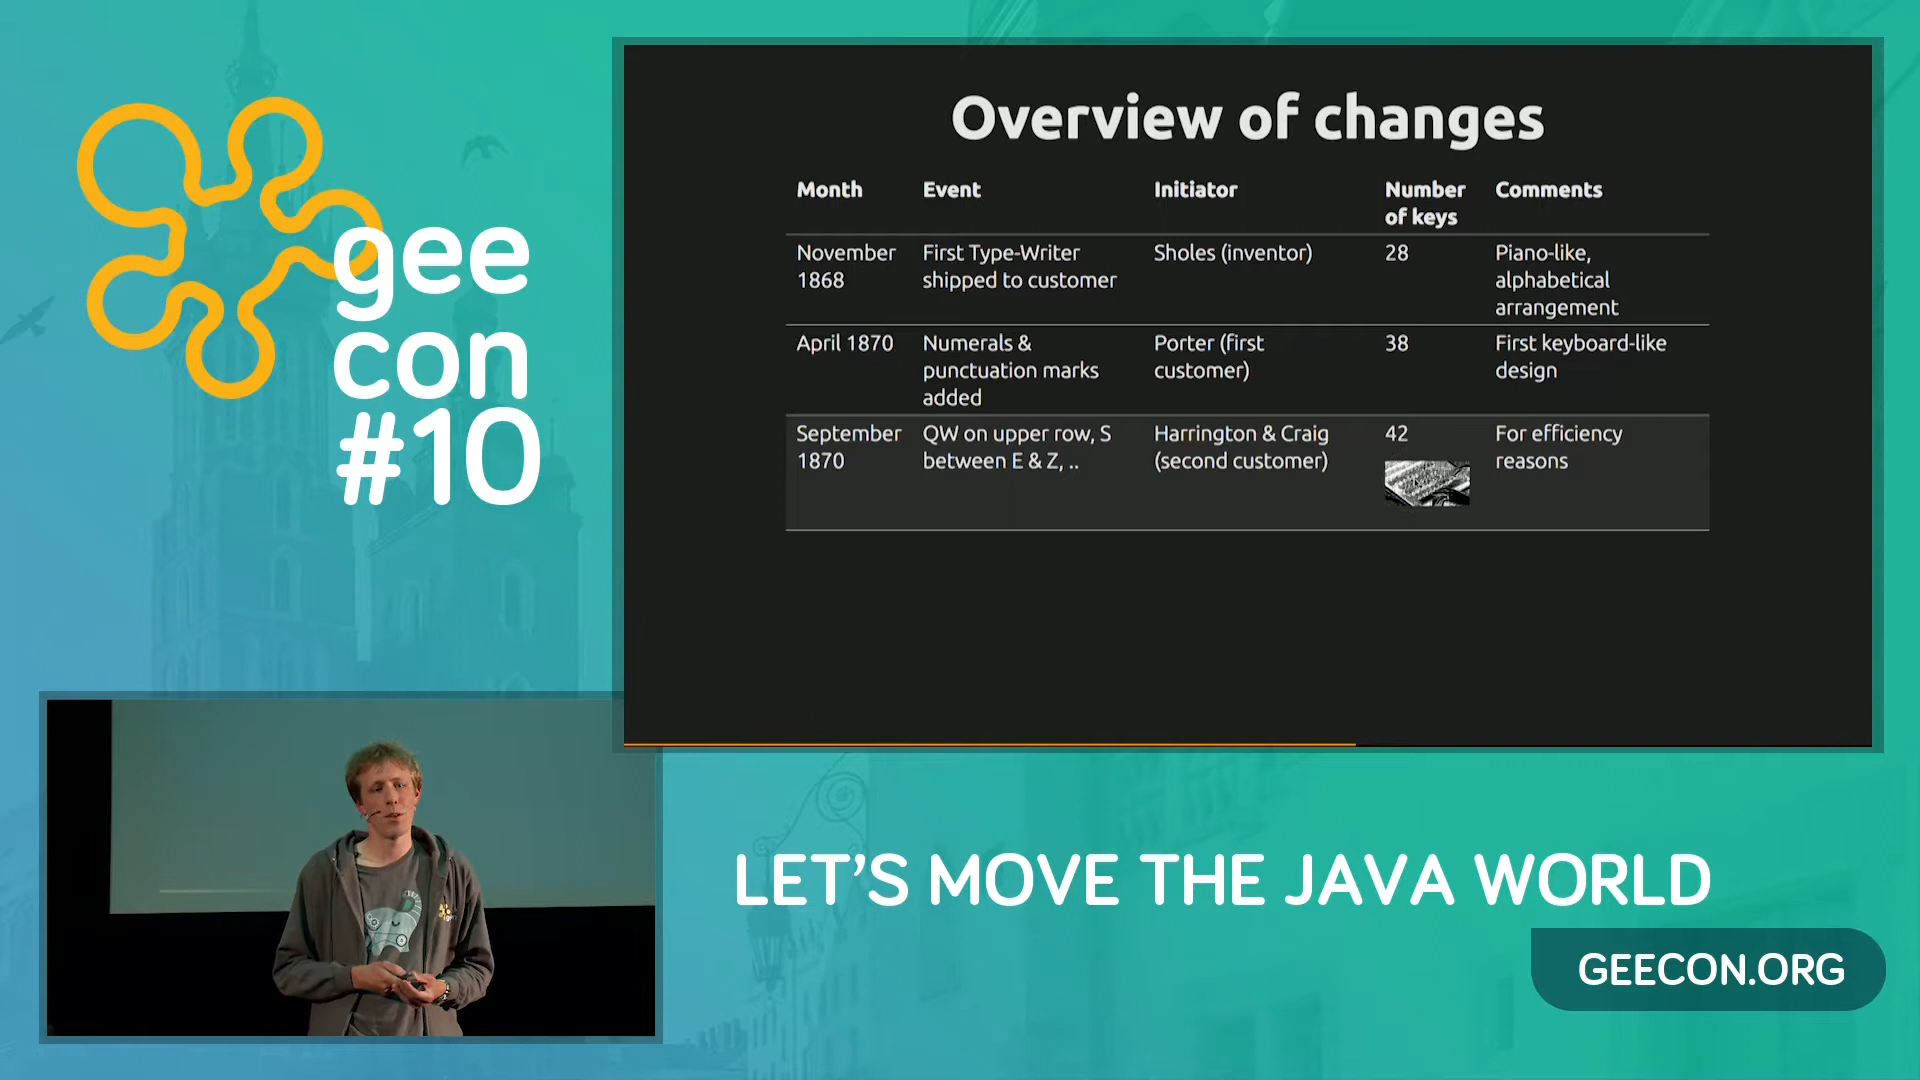 gee
con
#10
Overview of changes
Month Event Initiator Number of keys Comments
November 1868 First Type-Writer shipped to customer Sholes (inventor) 28 Piano-like, alphabetical arrangement
April 1870 Numerals & punctuation marks added Porter (first customer) 38 First keyboard-like design
September 1870 QW on upper row, S between E & Z, .. Harrington & Craig (second customer) 42 For efficiency reasons
LET'S MOVE THE JAVA WORLD
GEECON.ORG